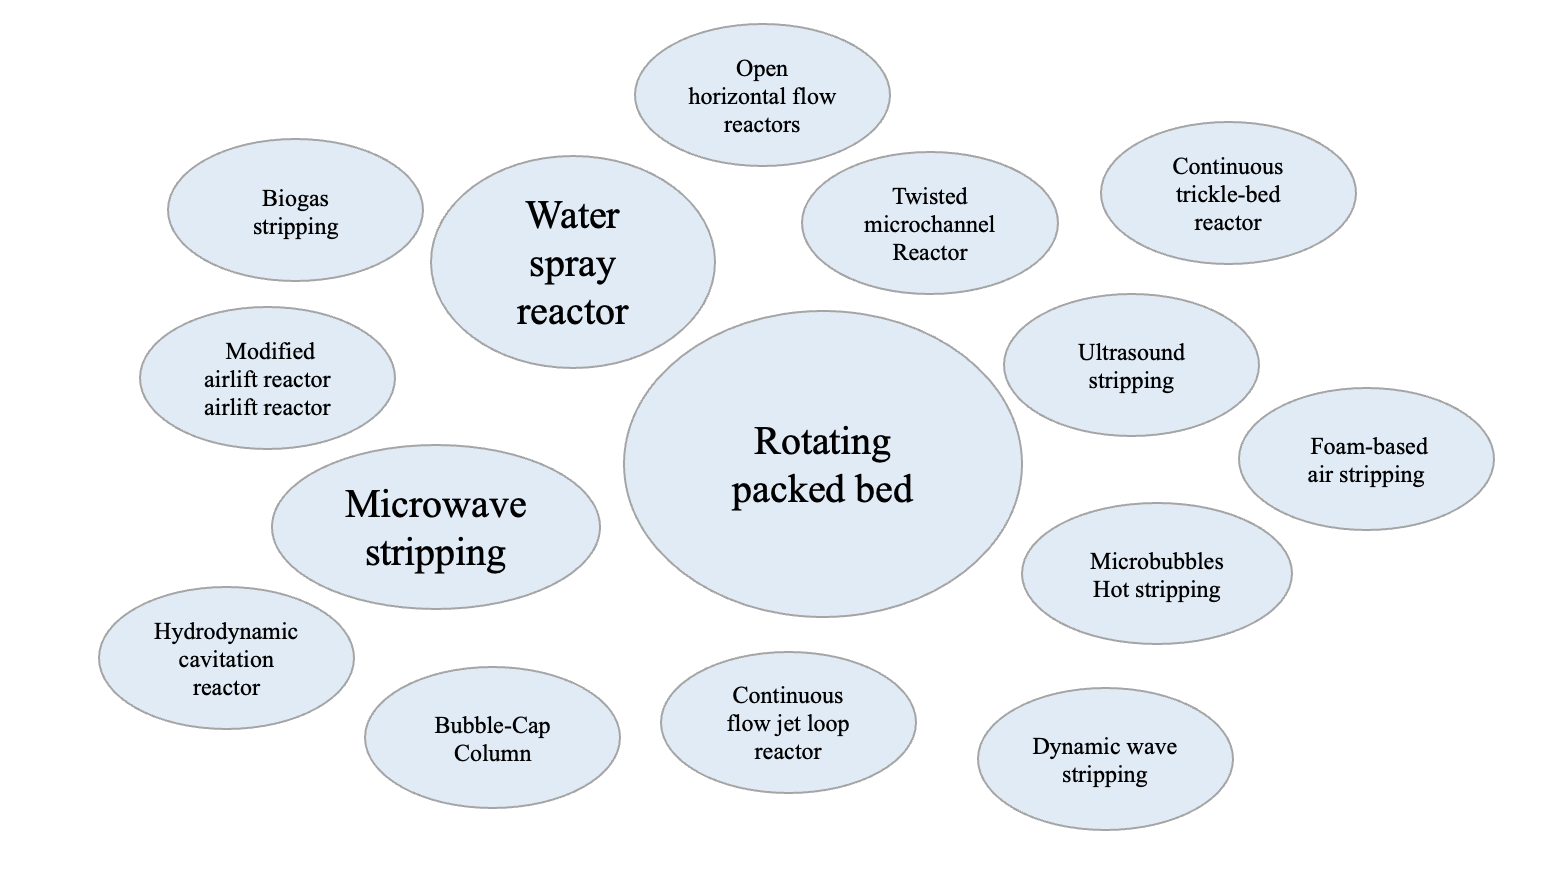 Open
horizontal flow
reactors
Biogas
stripping
Water
spray
reactor
Twisted
microchannel
Reactor
Continuous
trickle-bed
reactor
Modified
airlift reactor
airlift reactor
Ultrasound
stripping
Rotating
packed bed
Foam-based
air stripping
Microwave
stripping
Microbubbles
Hot stripping
Hydrodynamic
cavitation
reactor
Bubble-Cap
Column
Continuous
flow jet loop
reactor
Dynamic wave
stripping